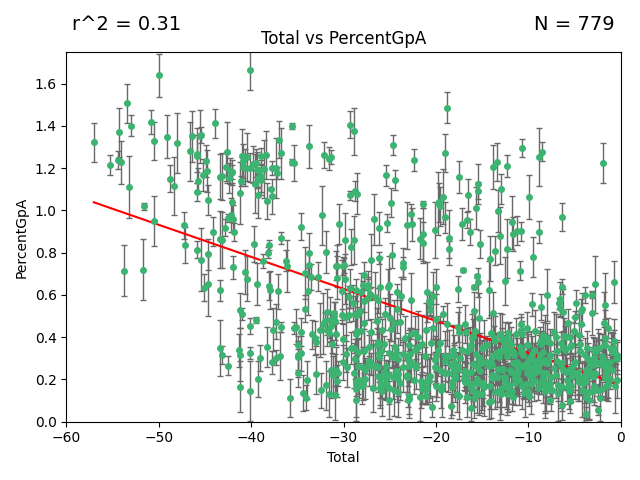 r^2 = 0.31 N = 779
Total vs PercentGpA
PercentGpA
1.6
1.4
1.2
1.0
0.8
0.6
0.4
0.2
0.0
−60 −50 −40 −30 −20 −10 0
Total